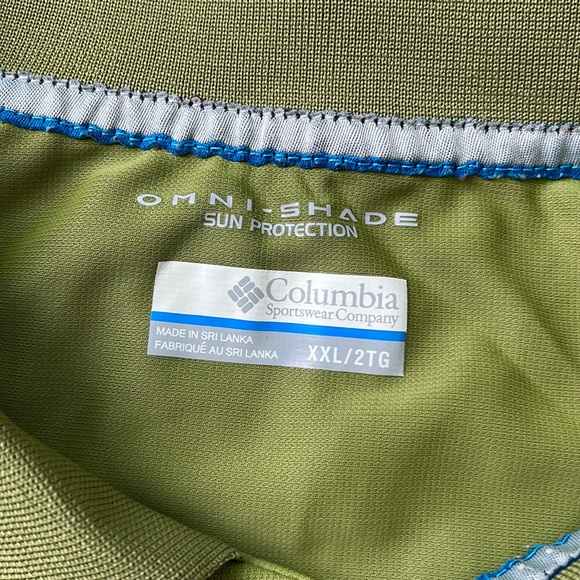 OMNI-SHADE
SUN PROTECTION
Columbia
Sportswear Company
MADE IN SRI LANKA
FABRIQUÉ AU SRI LANKA
XXL/2TG